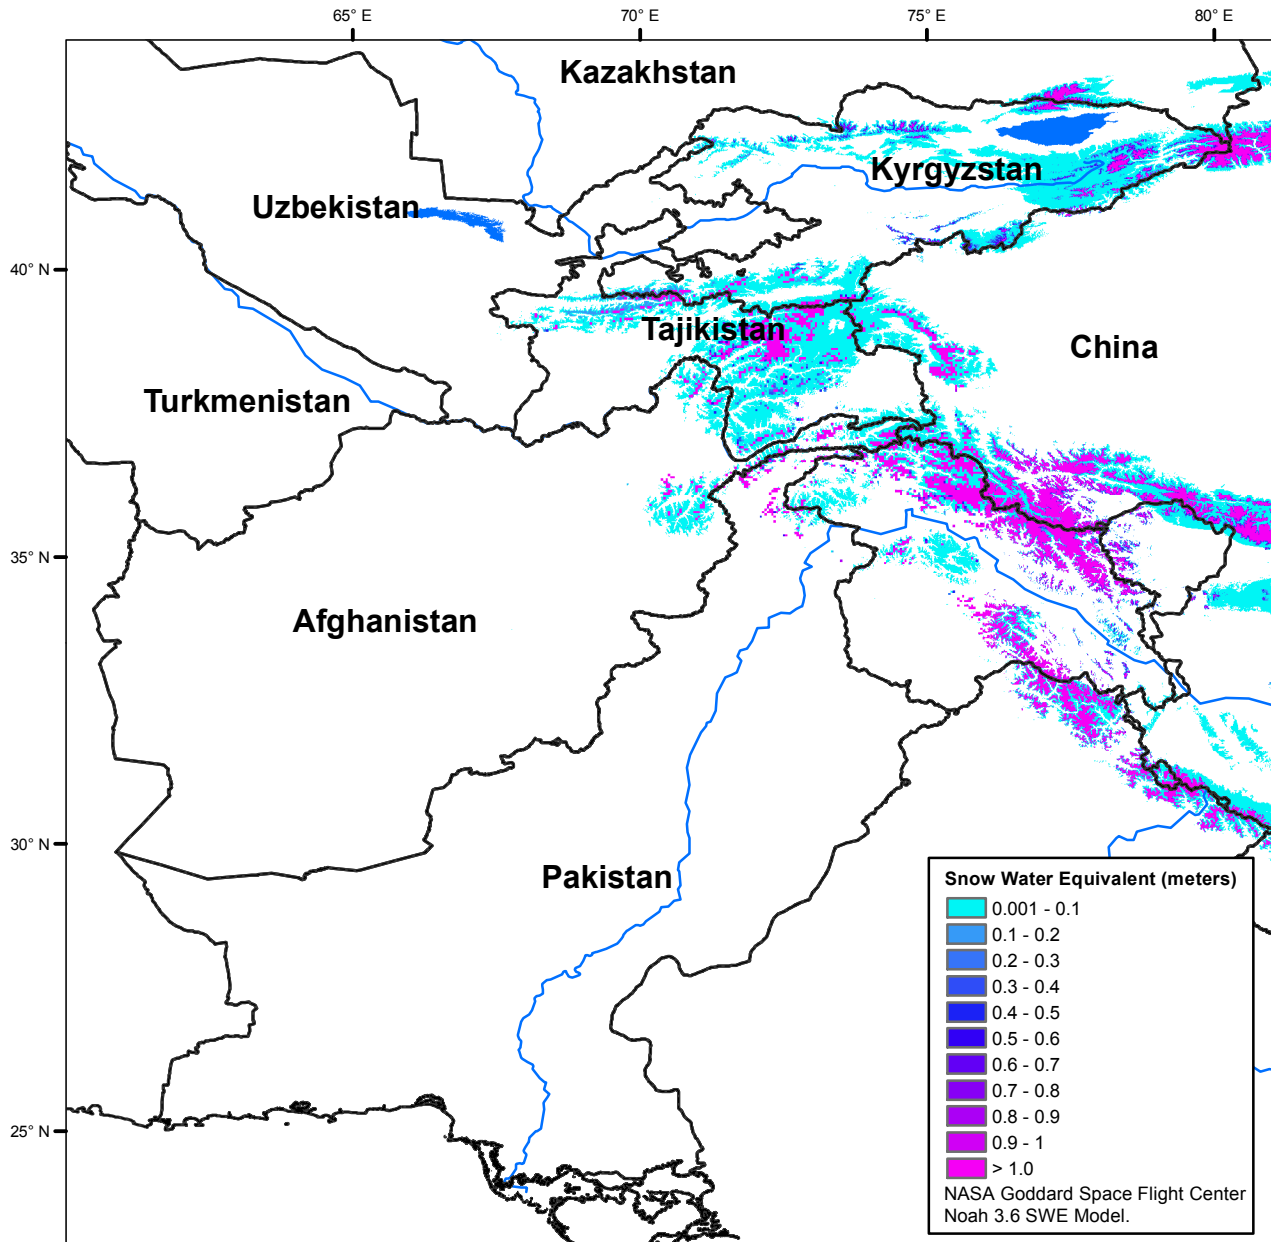 65° E
70° E
75° E
80° E
Kazakhstan
Kyrgyzstan
Uzbekistan
40° N
Tajikistan
China
Turkmenistan
35° N
Afghanistan
30° N
Pakistan
25° N
Snow Water Equivalent (meters)
0.001 - 0.1
0.1 - 0.2
0.2 - 0.3
0.3 - 0.4
0.4 - 0.5
0.5 - 0.6
0.6 - 0.7
0.7 - 0.8
0.8 - 0.9
0.9 - 1
> 1.0
NASA Goddard Space Flight Center
Noah 3.6 SWE Model.